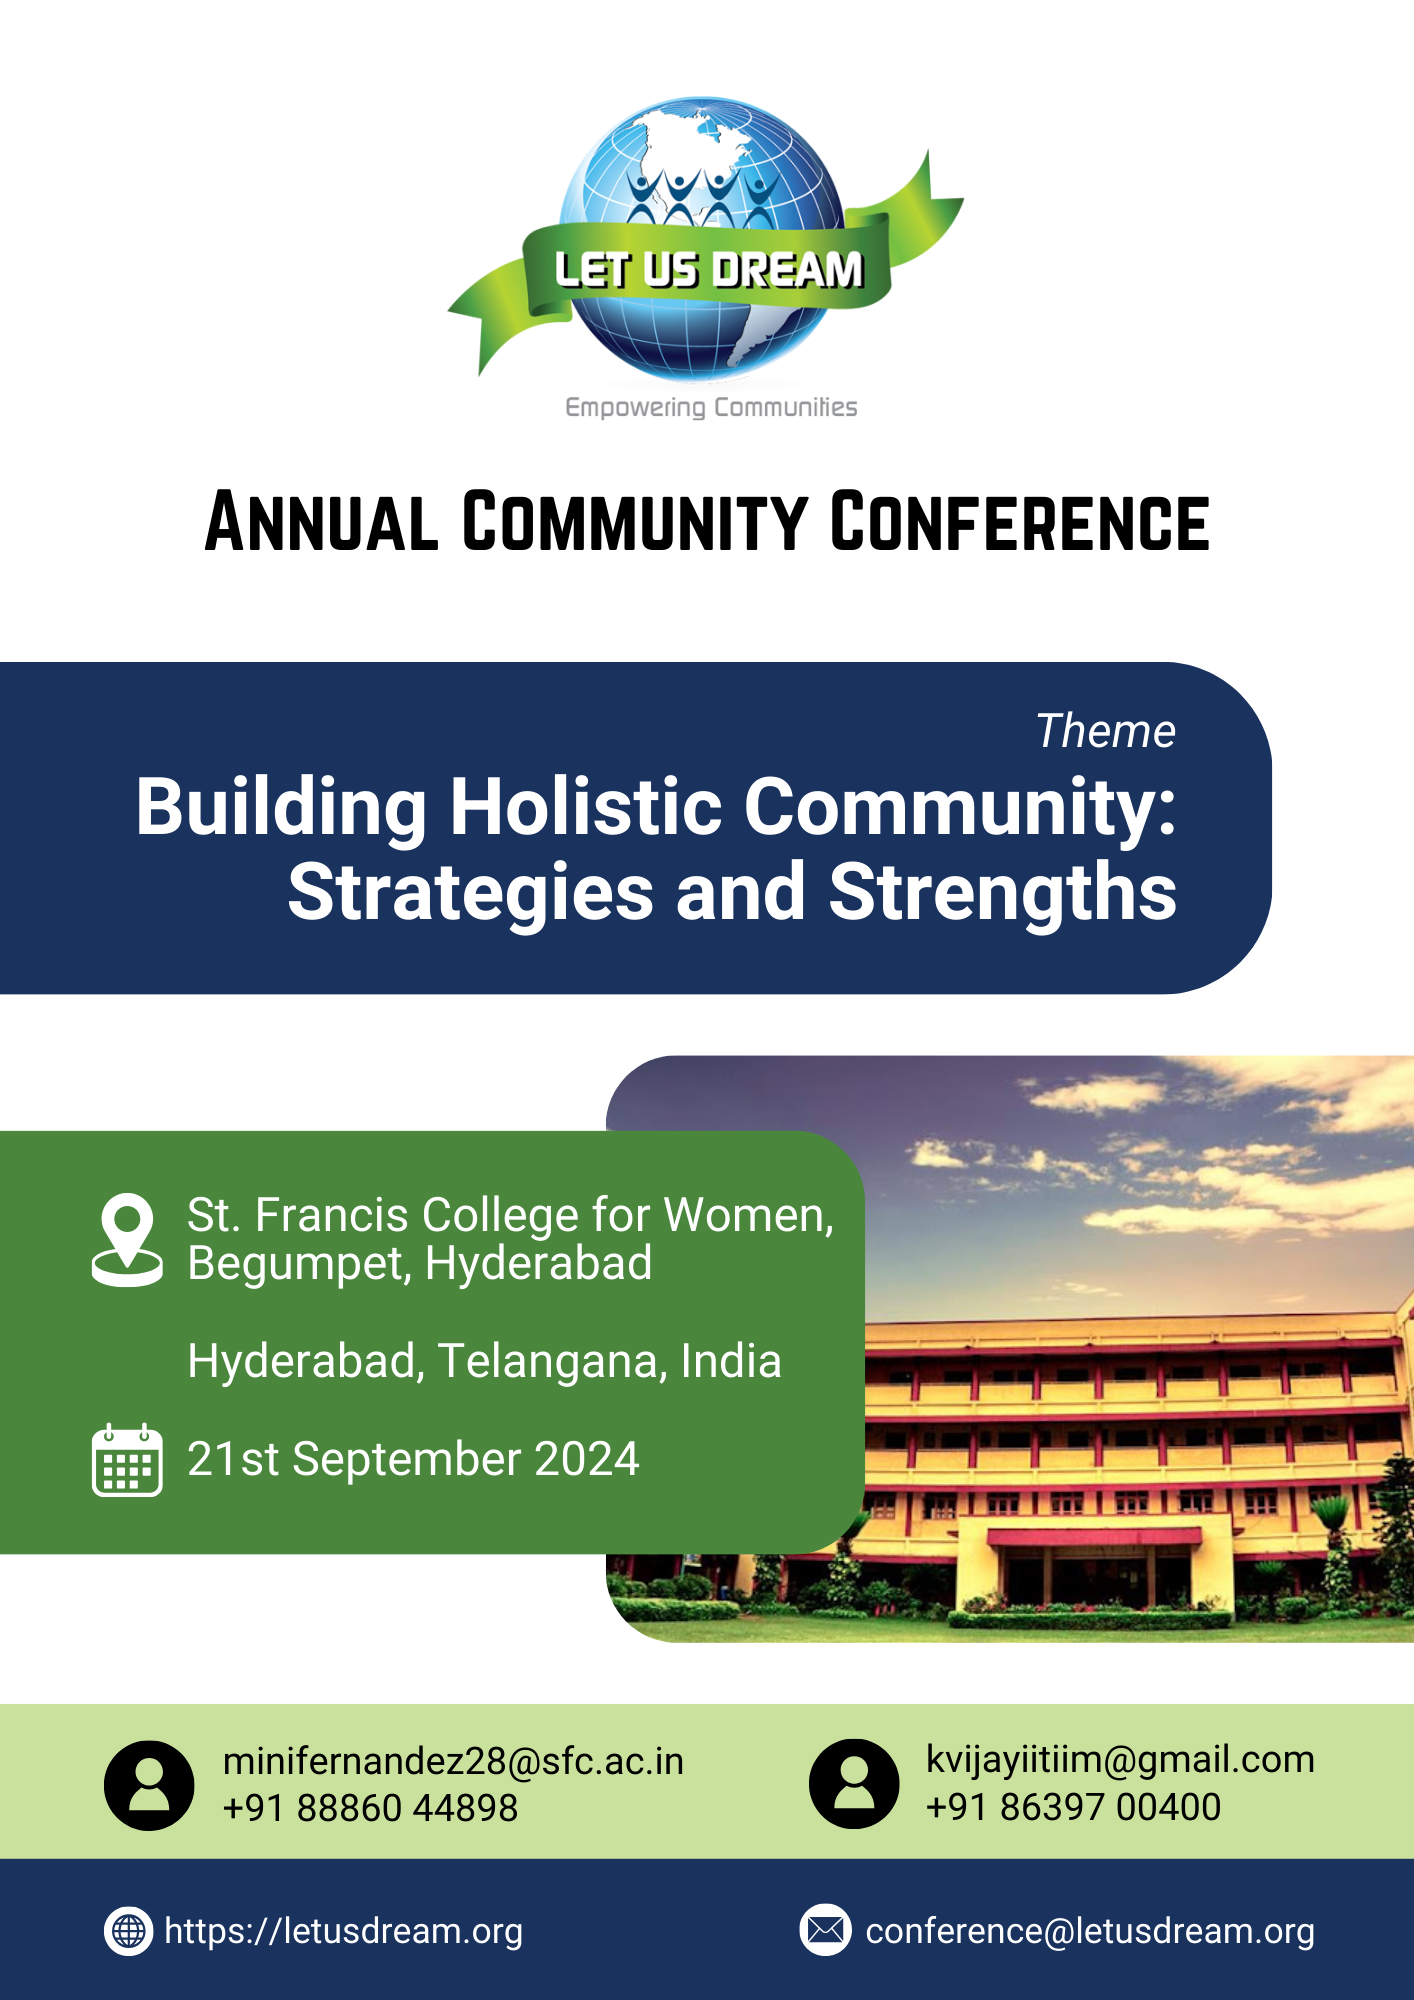 LET US DREAM
Empowering Communities
Annual Community Conference
Theme
Building Holistic Community:
Strategies and Strengths
St. Francis College for Women,
Begumpet, Hyderabad
Hyderabad, Telangana, India
21st September 2024
minifernandez28@sfc.ac.in
+91 88860 44898
kvijayiitiim@gmail.com
+91 86397 00400
https://letusdream.org
conference@letusdream.org